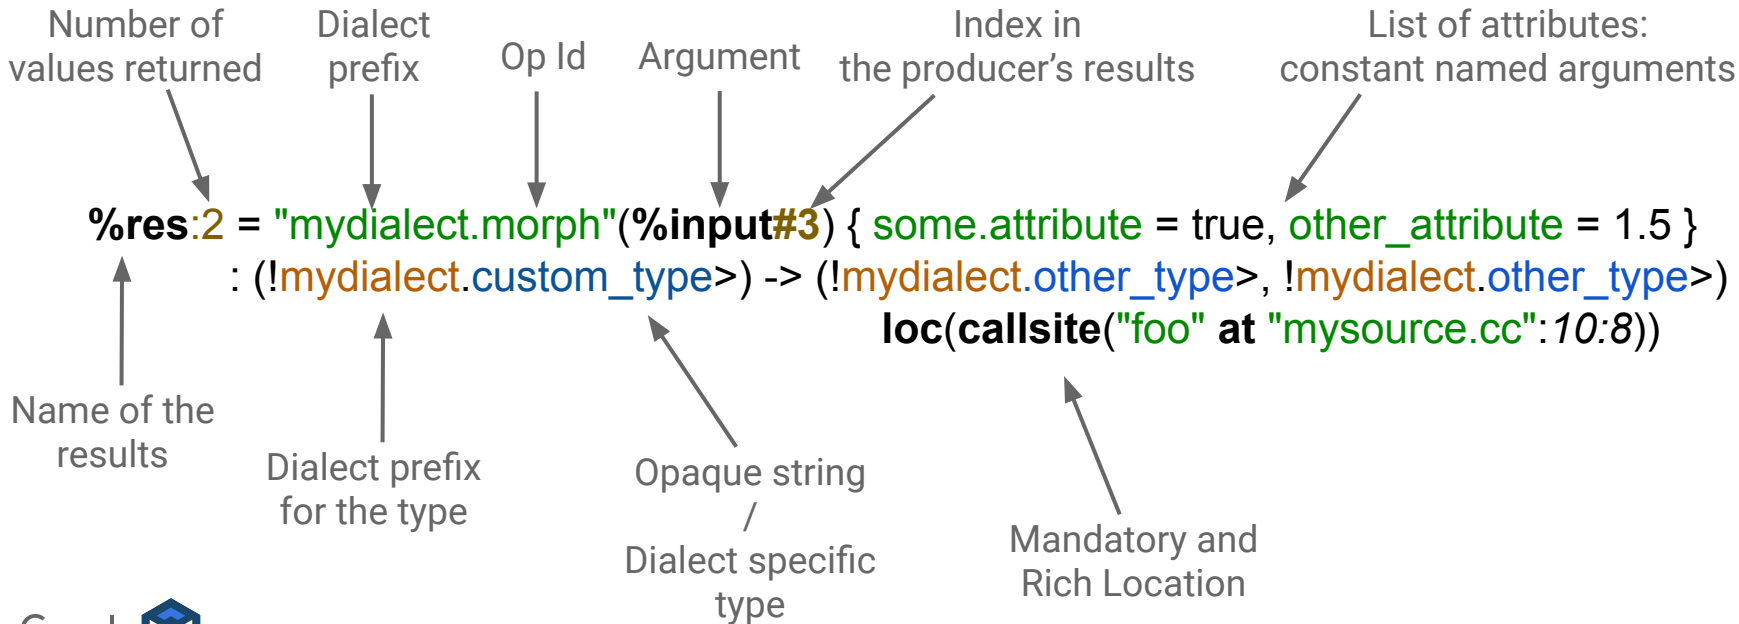 Number of
values returned
Dialect
prefix
Op Id
Argument
Index in
the producer's results
List of attributes:
constant named arguments
%res:2 = "mydialect.morph"(%input#3) { some.attribute = true, other_attribute = 1.5 }
: (!mydialect.custom_type>) -> (!mydialect.other_type>, !mydialect.other_type>)
loc(callsite("foo" at "mysource.cc":10:8))
Name of the
results
Dialect prefix
for the type
Opaque string
/
Dialect specific
type
Mandatory and
Rich Location